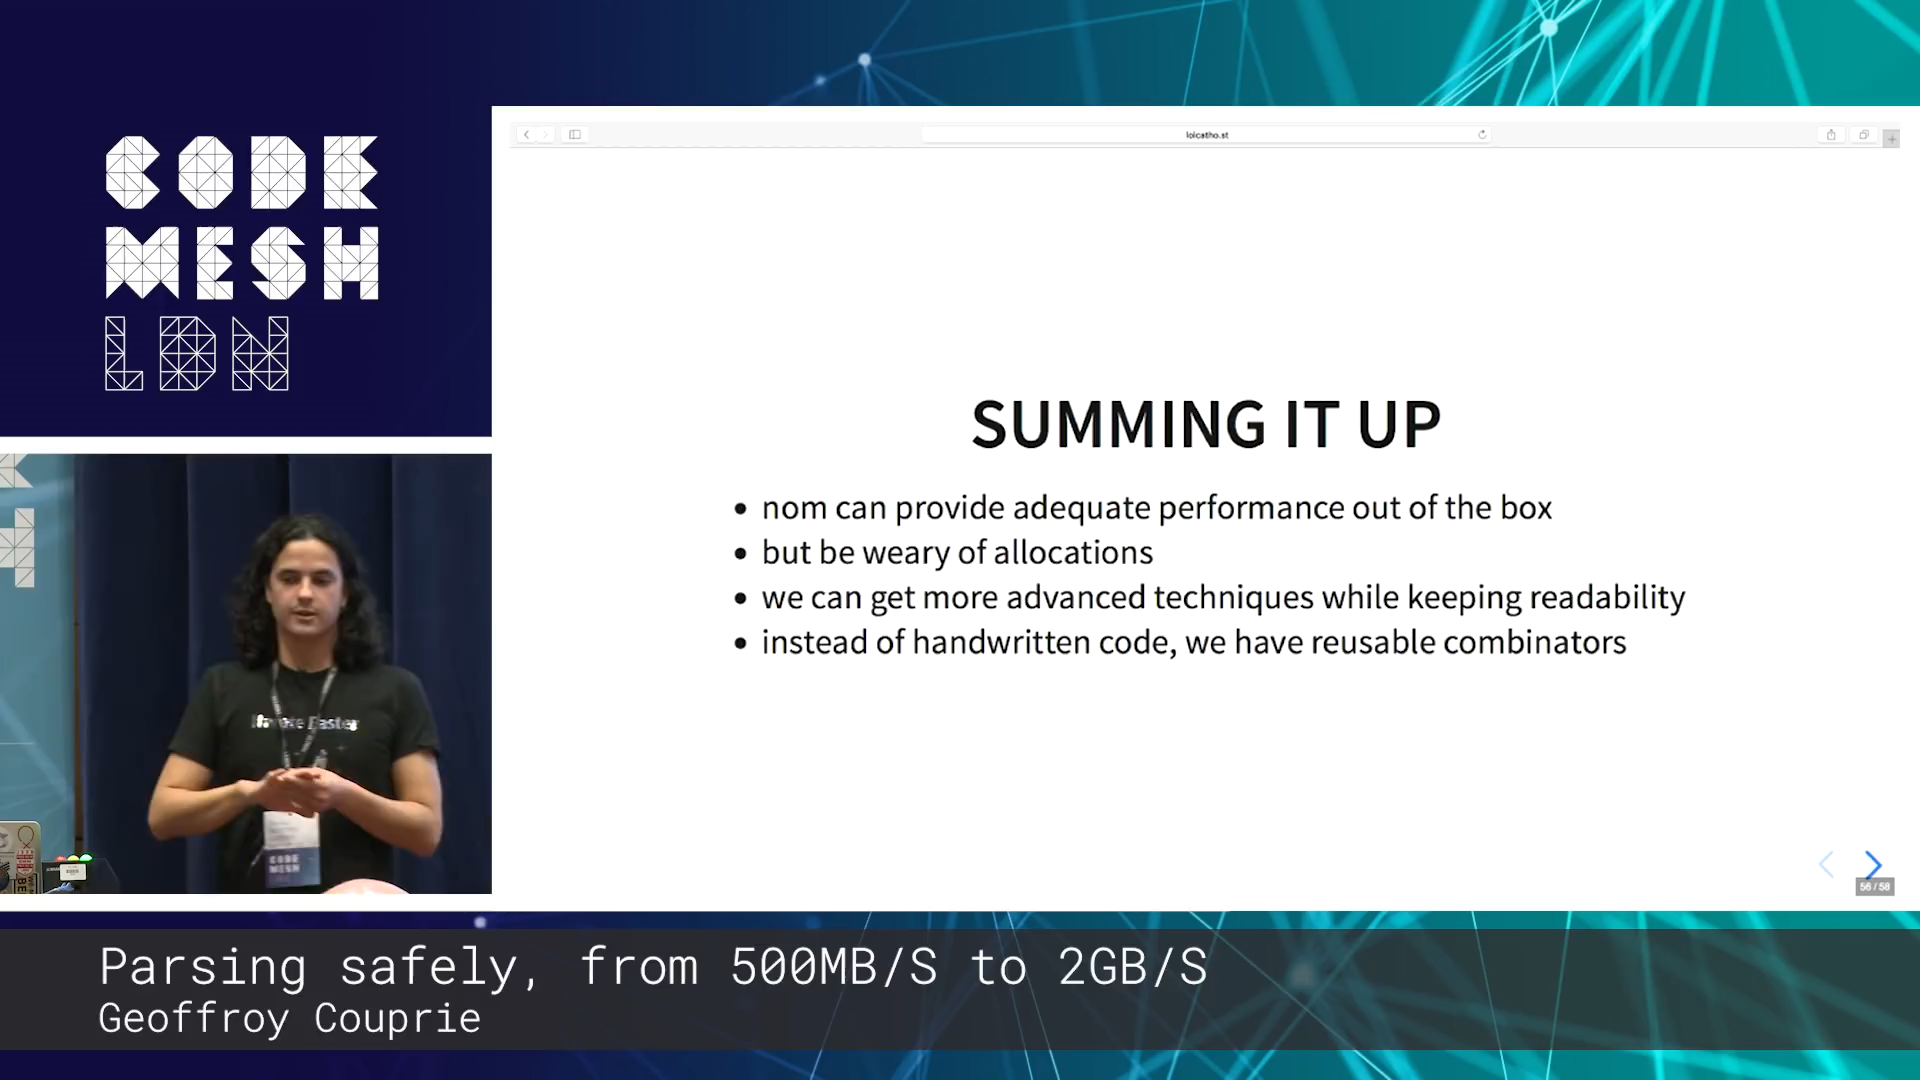 CODE
MESH
LDN
lolcatho.st
SUMMING IT UP
• nom can provide adequate performance out of the box
• but be weary of allocations
• we can get more advanced techniques while keeping readability
• instead of handwritten code, we have reusable combinators
CODE
MESH
56 / 58
Parsing safely, from 500MB/S to 2GB/S
Geoffroy Couprie